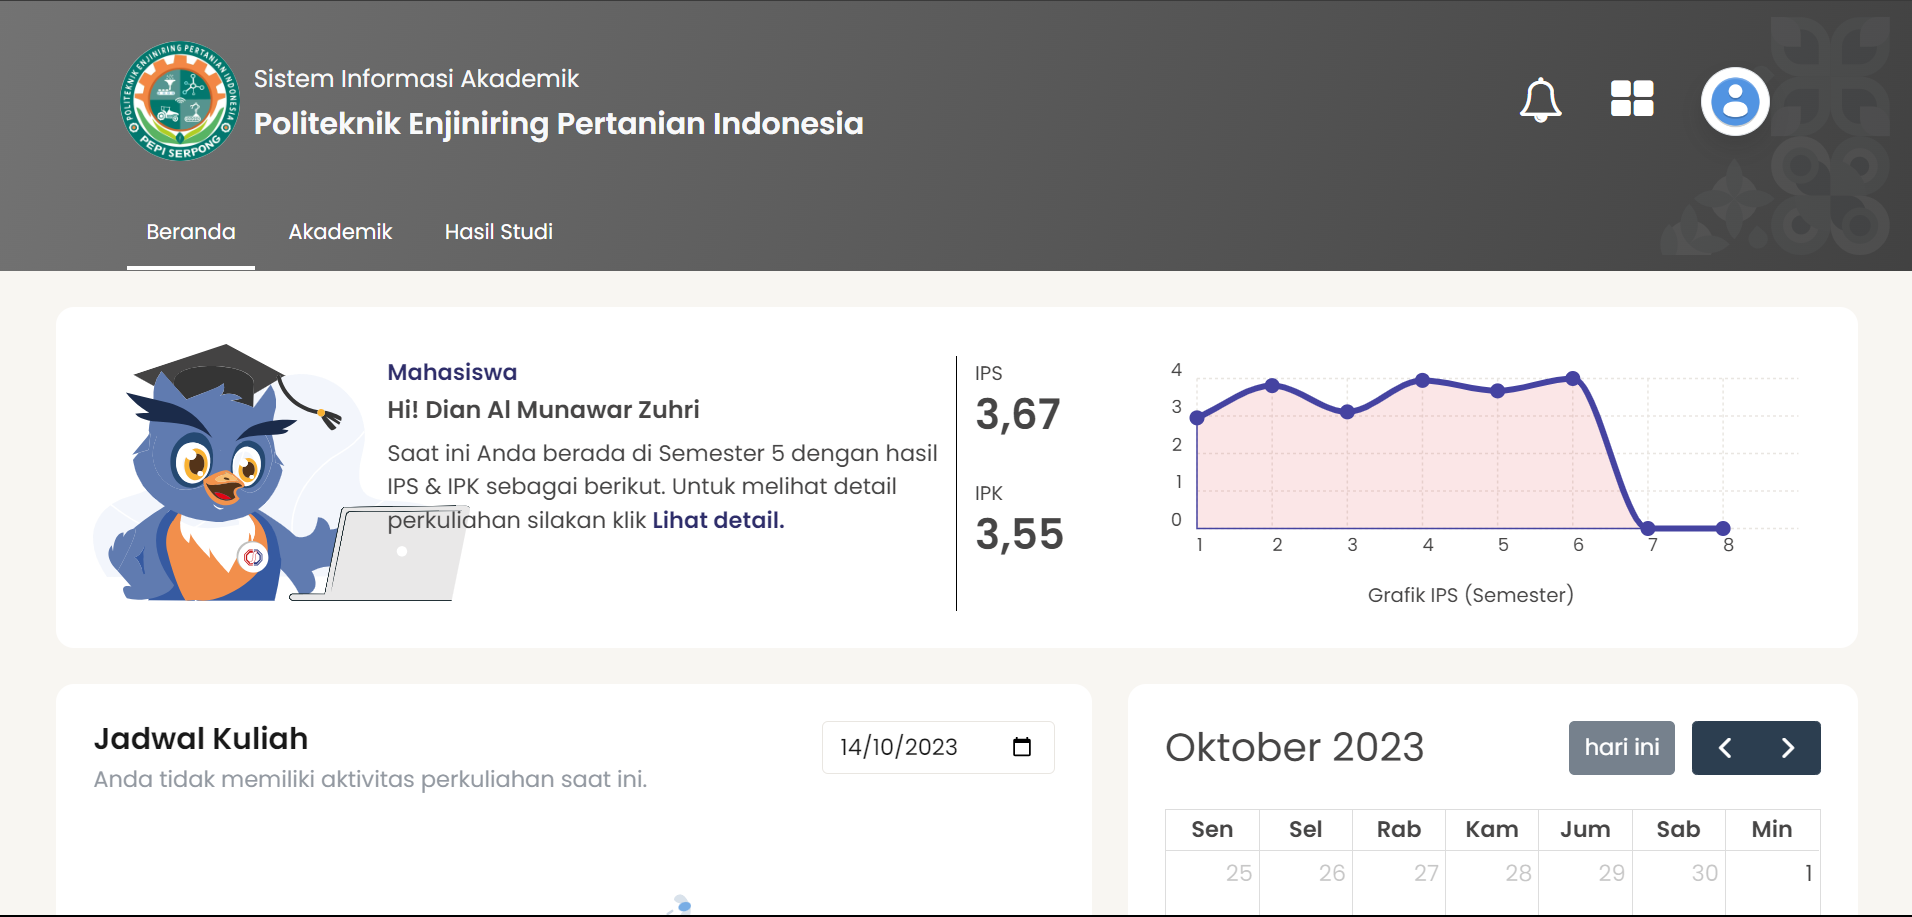 POLITEKNIK ENJINIRING PERTANIAN INDONESIA
PEPI SERPONG
Sistem Informasi Akademik
Politeknik Enjiniring Pertanian Indonesia
Beranda Akademik Hasil Studi
Mahasiswa
Hi! Dian Al Munawar Zuhri
Saat ini Anda berada di Semester 5 dengan hasil
IPS & IPK sebagai berikut. Untuk melihat detail
perkuliahan silakan klik Lihat detail.
IPS
3,67
IPK
3,55
4
3
2
1
0
1 2 3 4 5 6 7 8
Grafik IPS (Semester)
Jadwal Kuliah
Anda tidak memiliki aktivitas perkuliahan saat ini.
14/10/2023
Oktober 2023
hari ini
Sen Sel Rab Kam Jum Sab Min
25 26 27 28 29 30 1